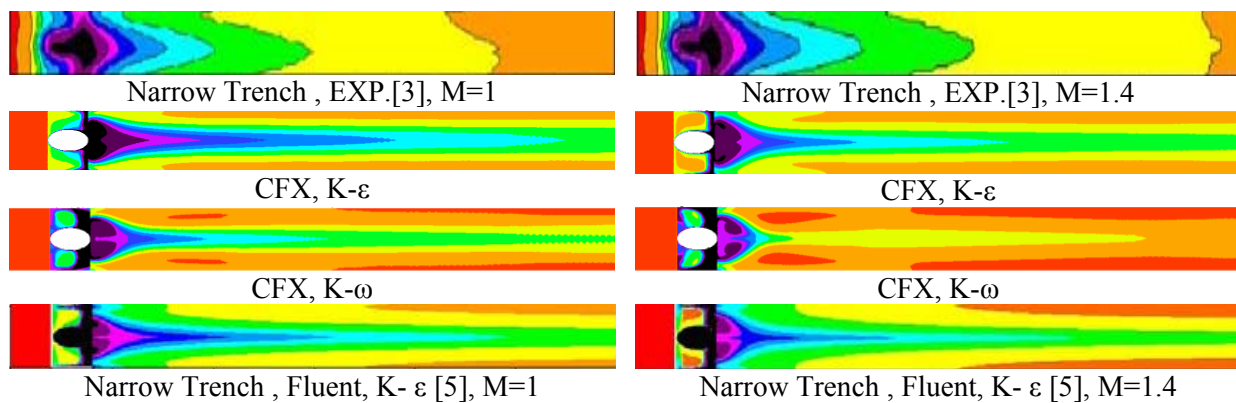 Narrow Trench , EXP.[3], M=1
Narrow Trench , EXP.[3], M=1.4
CFX, K-ε
CFX, K-ε
CFX, K-ω
CFX, K-ω
Narrow Trench , Fluent, K- ε [5], M=1
Narrow Trench , Fluent, K- ε [5], M=1.4